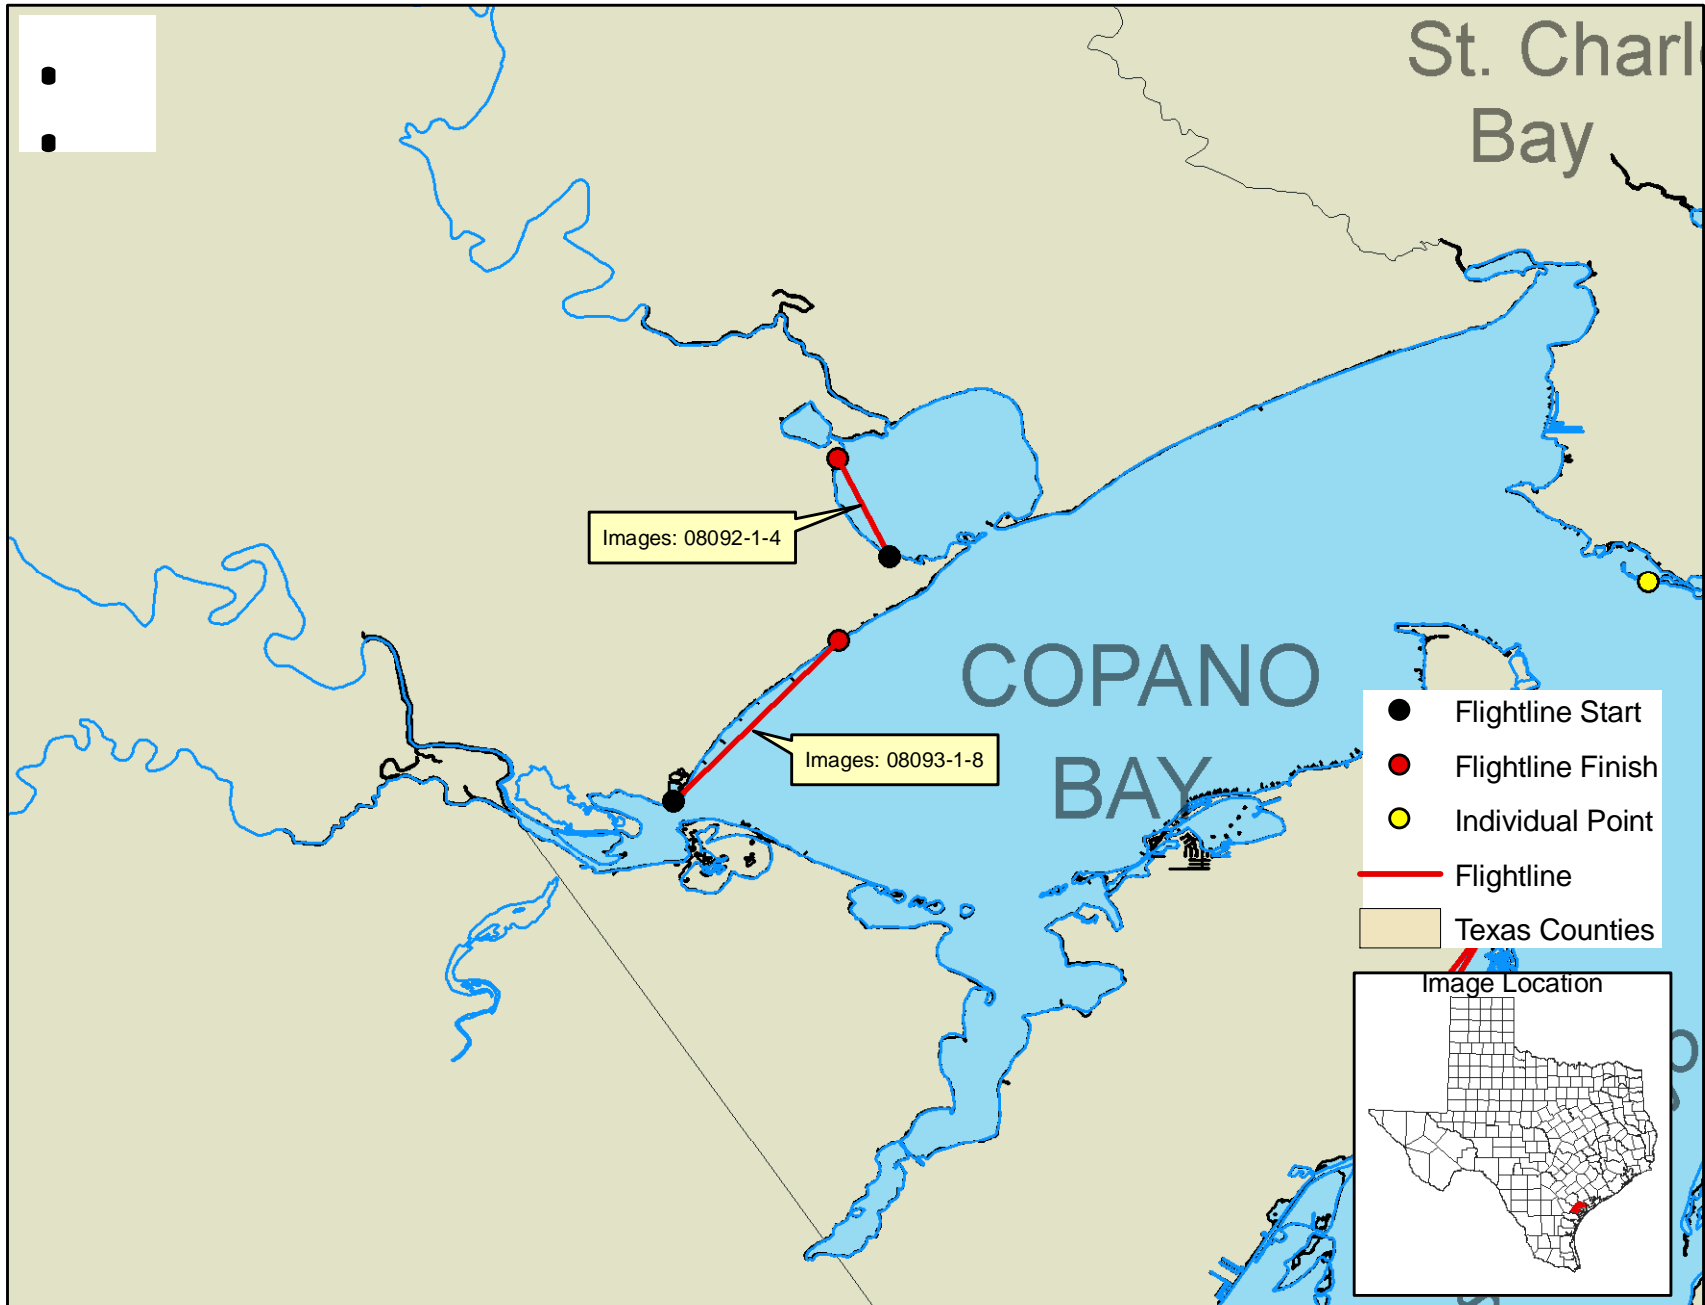 St. Charl
Bay
Images: 08092-1-4
COPANO
BAY
Images: 08093-1-8
Flightline Start
Flightline Finish
Individual Point
Flightline
Texas Counties
Image Location